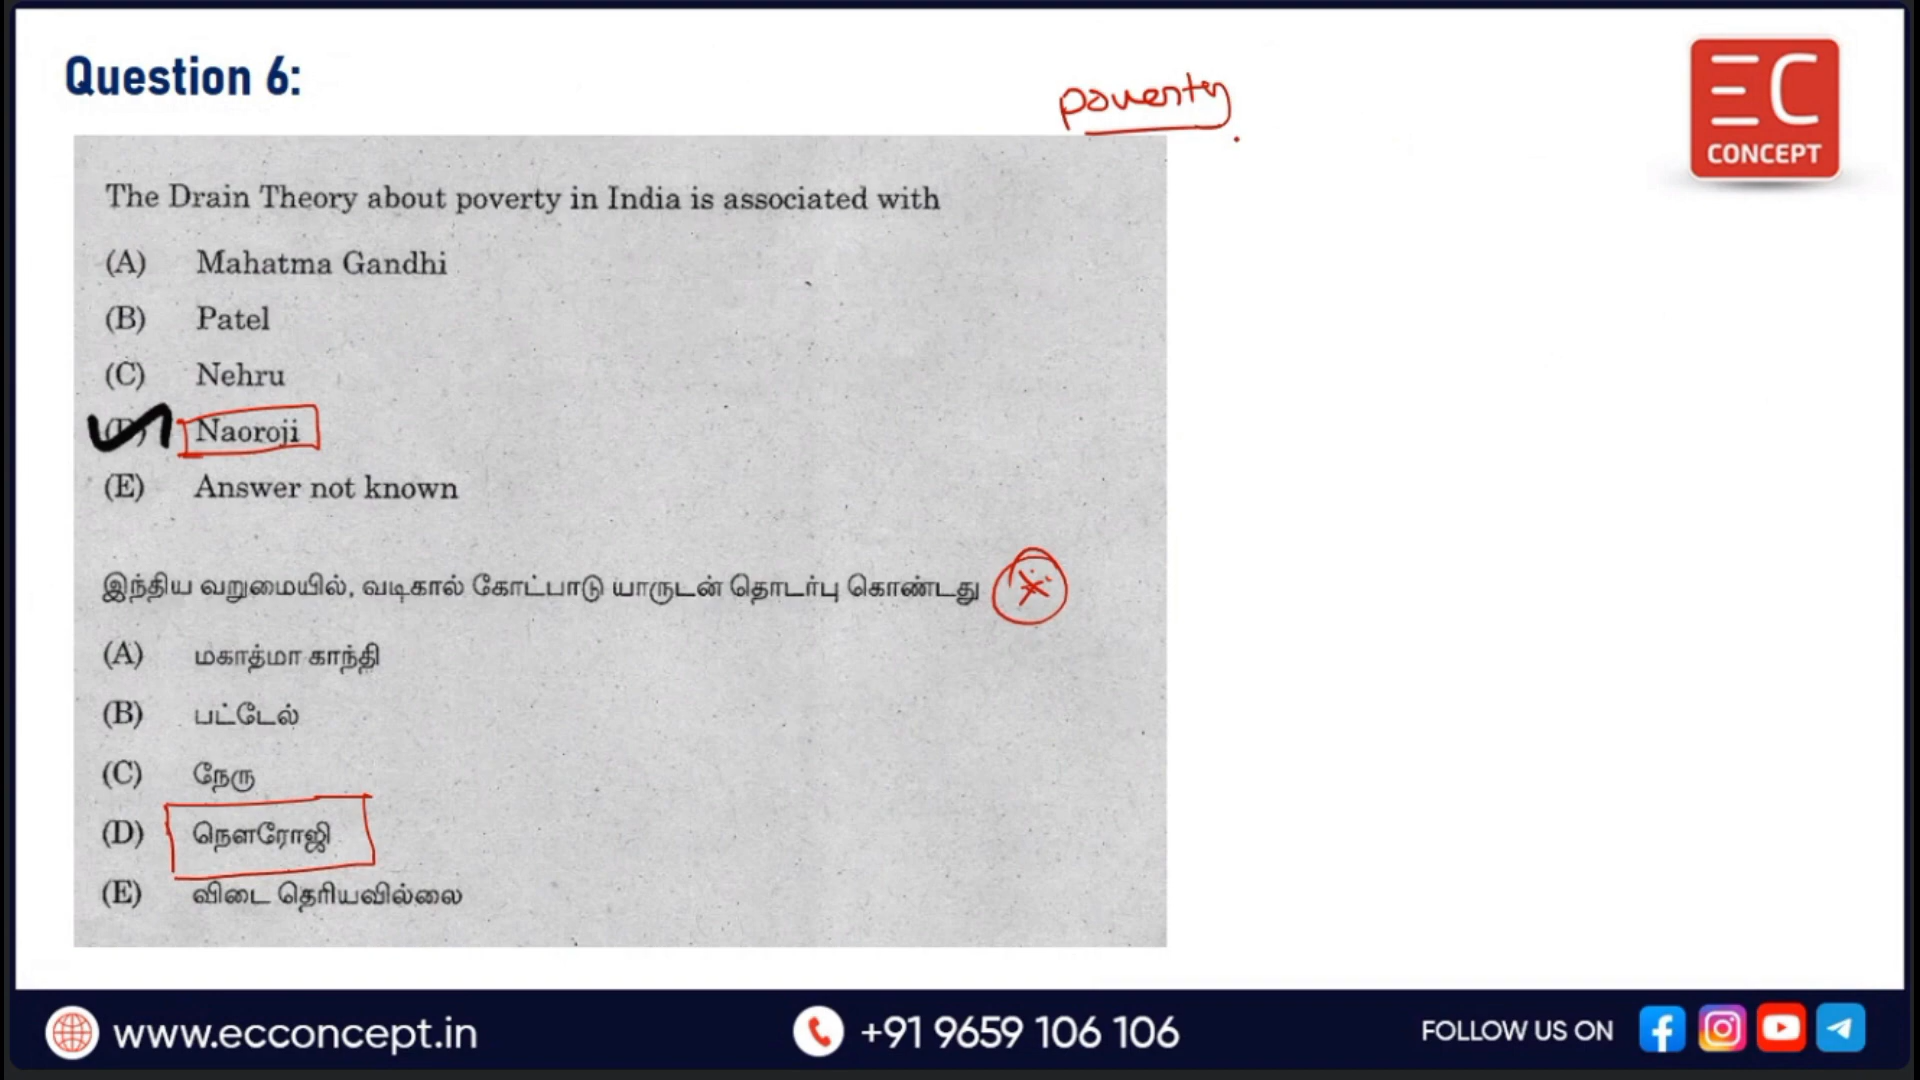 Question 6:
poverty
EC
CONCEPT
The Drain Theory about poverty in India is associated with
(A) Mahatma Gandhi
(B) Patel
(C) Nehru
(D) Naoroji
(E) Answer not known
இந்திய வறுமையில், வடிகால் கோட்பாடு யாருடன் தொடர்பு கொண்டது
(A) மகாத்மா காந்தி
(B) பட்டேல்
(C) நேரு
(D) நௌரோஜி
(E) விடை தெரியவில்லை
www.ecconcept.in
+91 9659 106 106
FOLLOW US ON